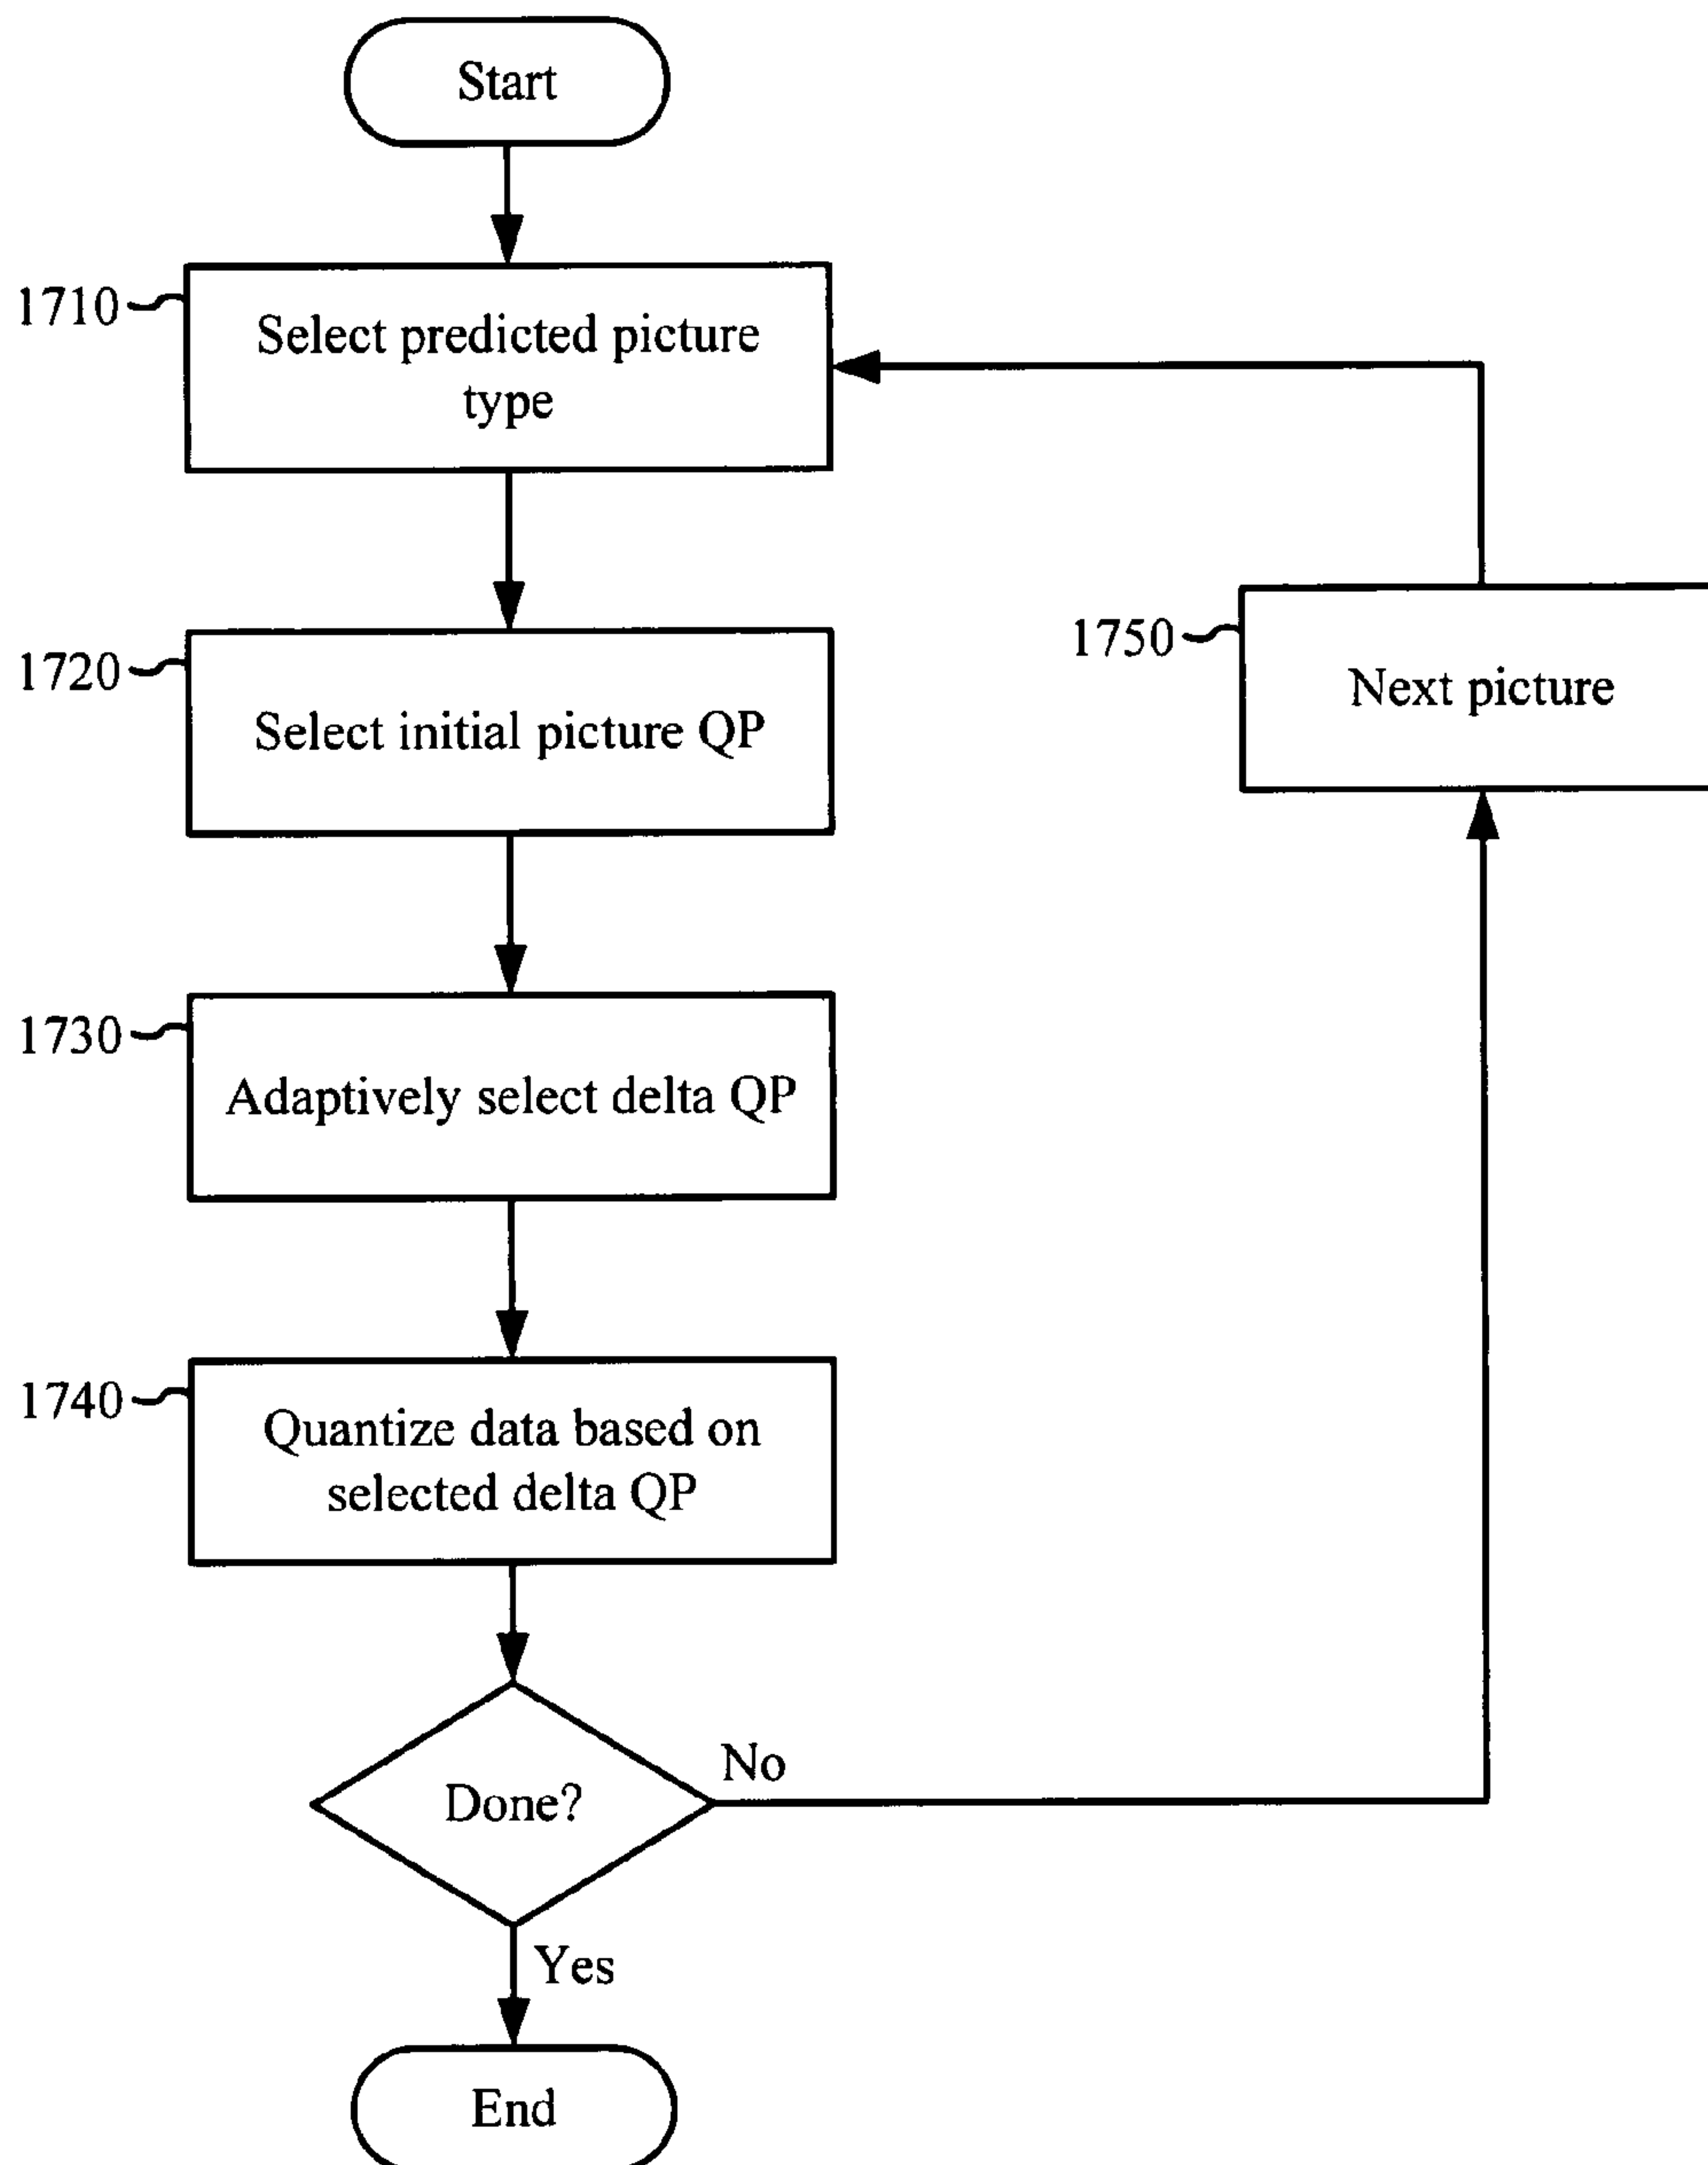 Start
1710
Select predicted picture
type
1720
Select initial picture QP
1750
Next picture
1730
Adaptively select delta QP
1740
Quantize data based on
selected delta QP
Done?
No
Yes
End